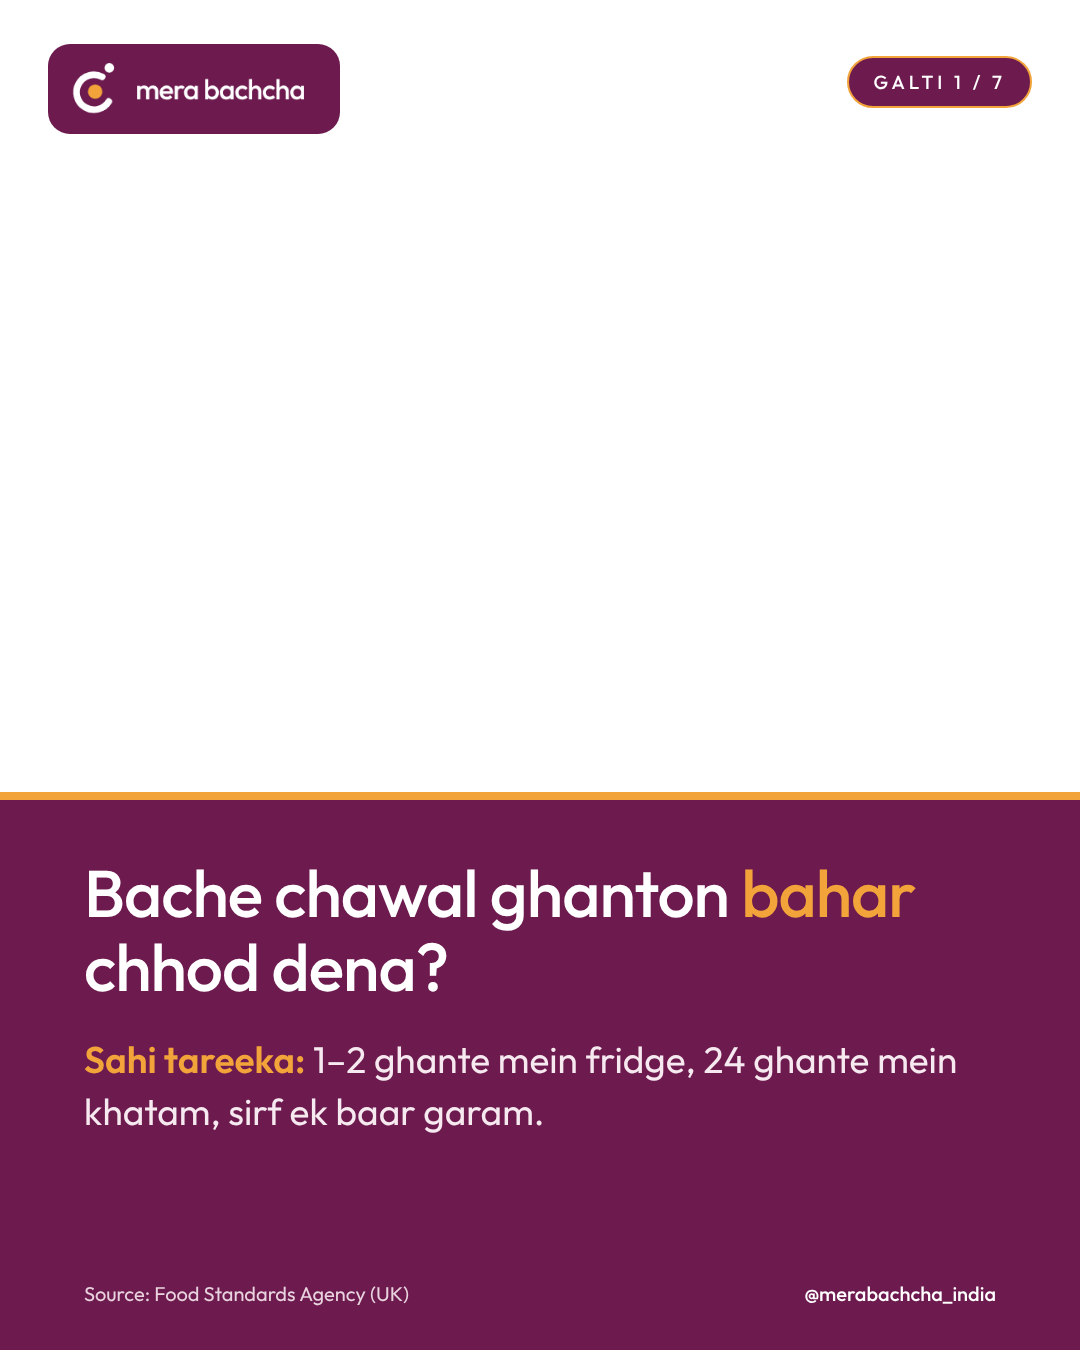 mera bachcha
GALTI 1 / 7
Bache chawal ghanton bahar
chhod dena?
Sahi tareeka: 1–2 ghante mein fridge, 24 ghante mein
khatam, sirf ek baar garam.
Source: Food Standards Agency (UK)
@merabachcha_india